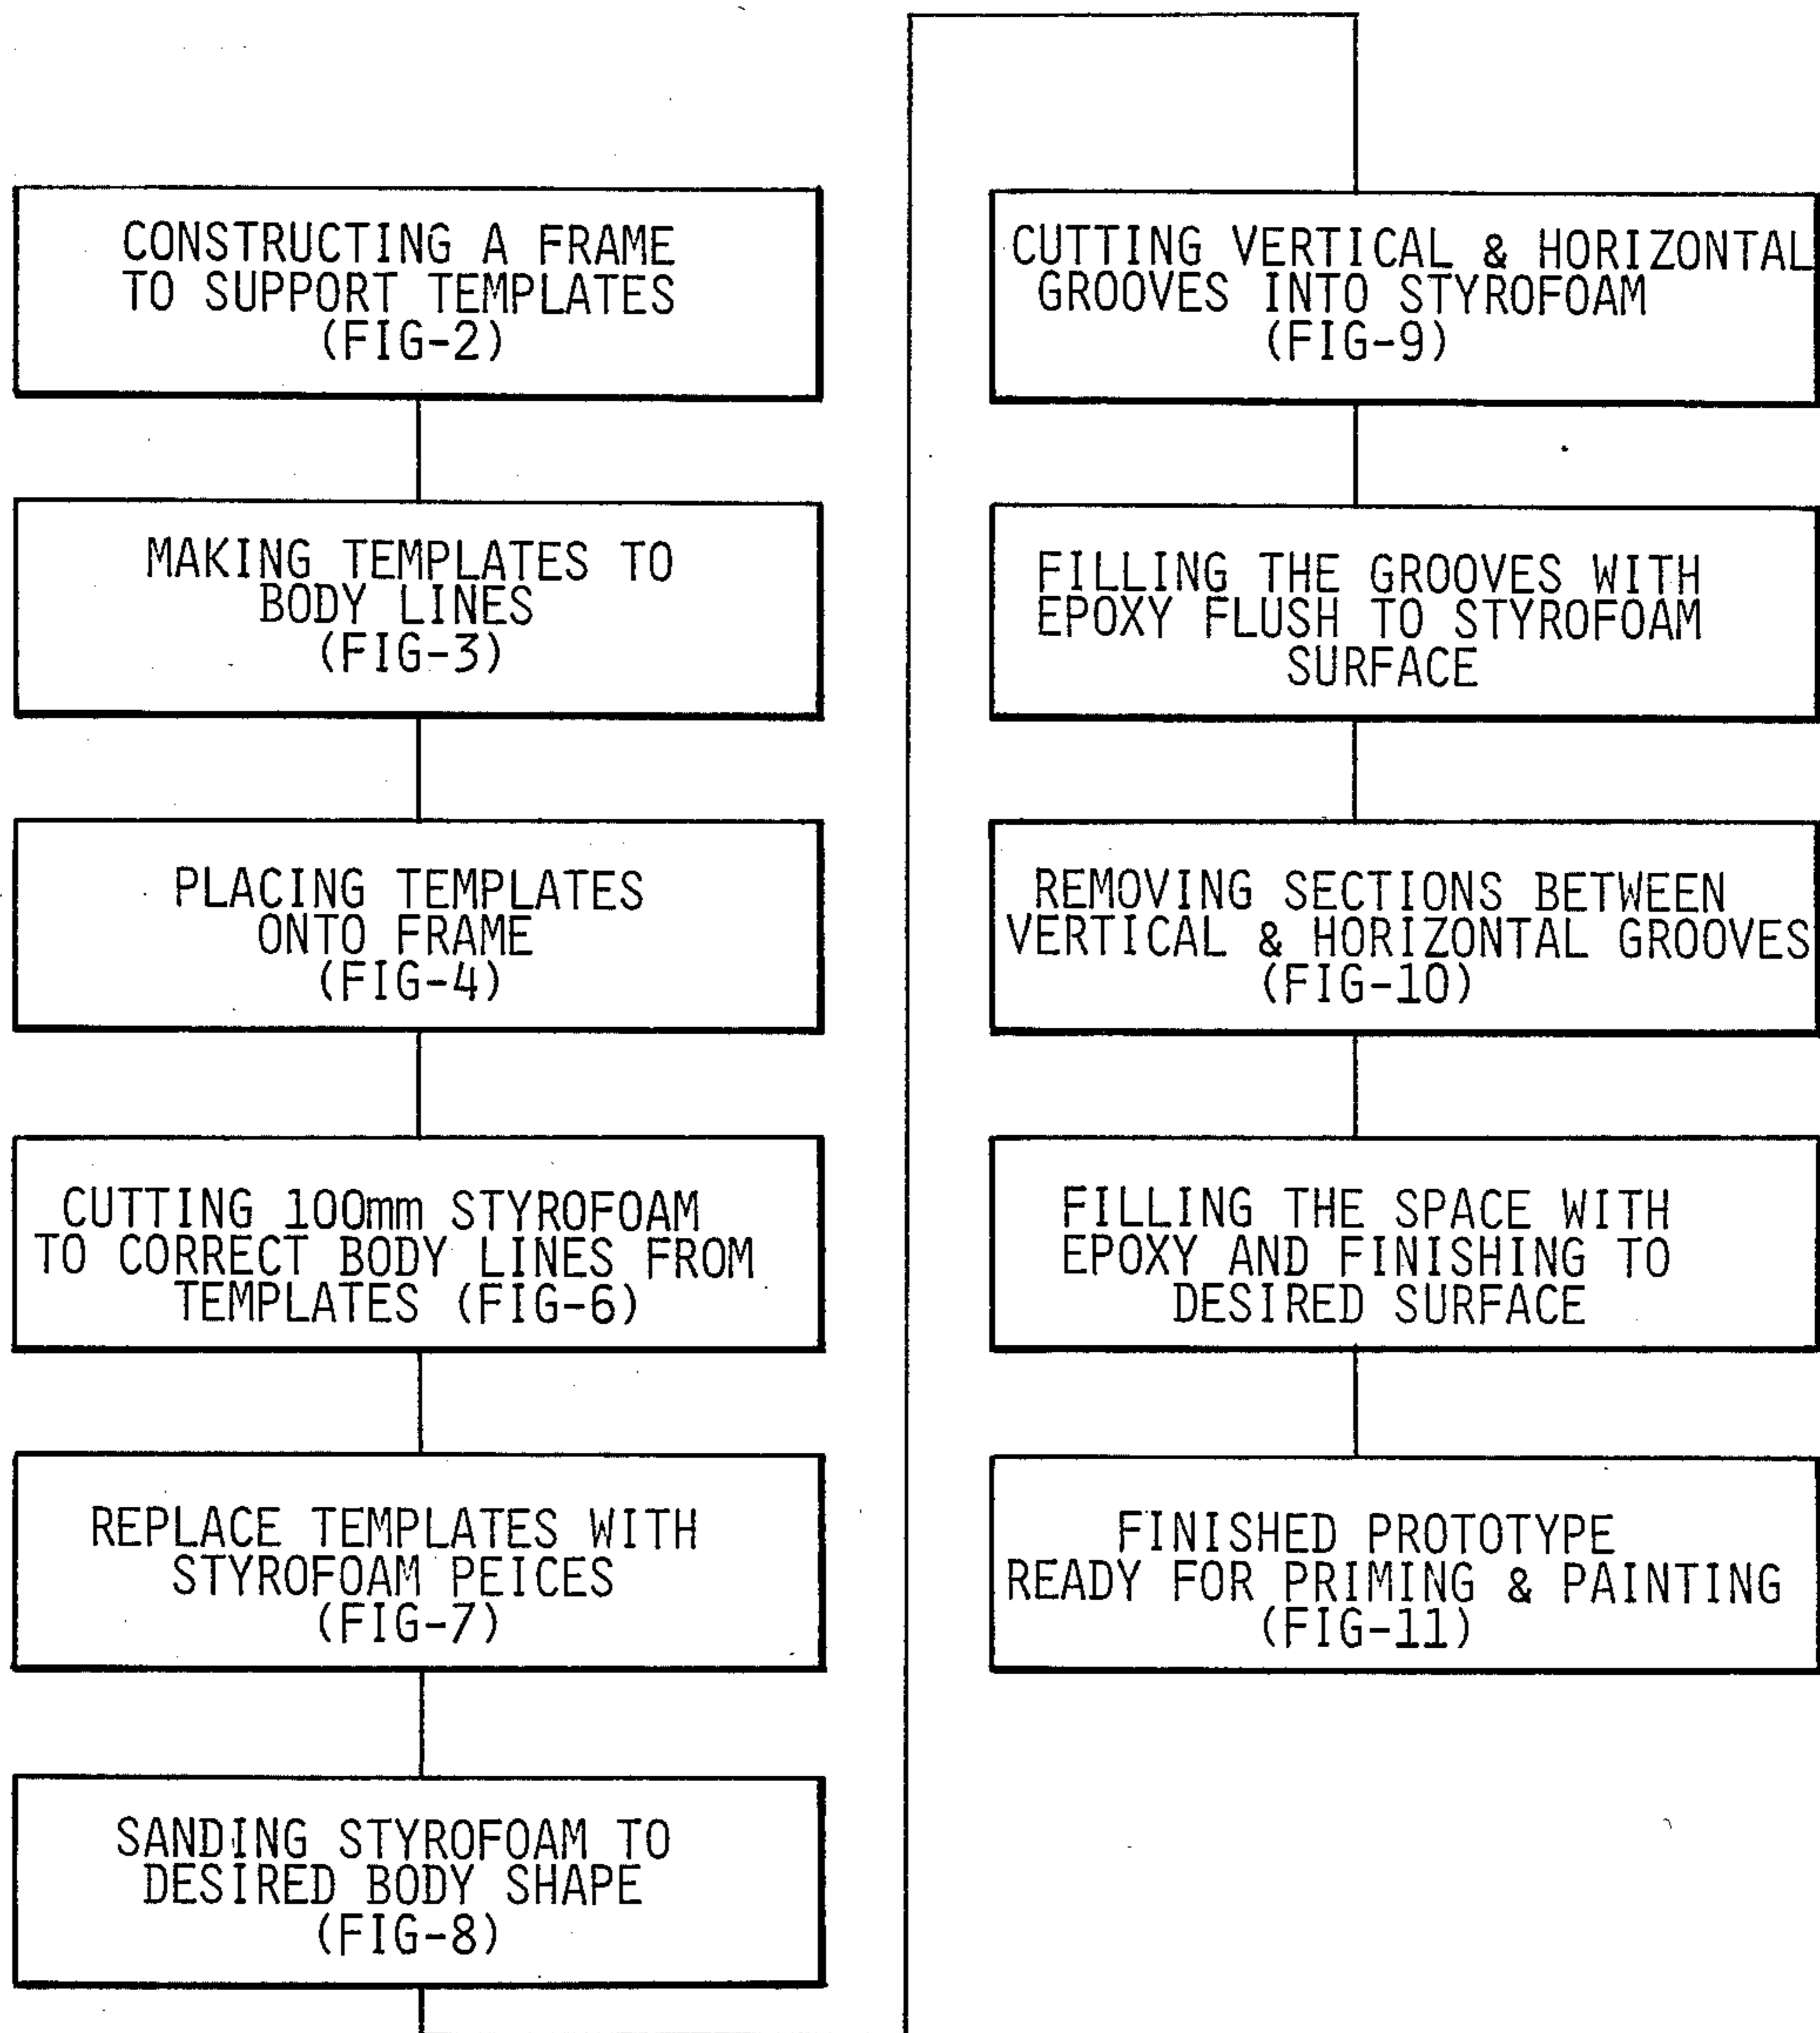 CONSTRUCTING A FRAME
TO SUPPORT TEMPLATES
(FIG-2)
MAKING TEMPLATES TO
BODY LINES
(FIG-3)
PLACING TEMPLATES
ONTO FRAME
(FIG-4)
CUTTING 100mm STYROFOAM
TO CORRECT BODY LINES FROM
TEMPLATES (FIG-6)
REPLACE TEMPLATES WITH
STYROFOAM PEICES
(FIG-7)
SANDING STYROFOAM TO
DESIRED BODY SHAPE
(FIG-8)
CUTTING VERTICAL & HORIZONTAL
GROOVES INTO STYROFOAM
(FIG-9)
FILLING THE GROOVES WITH
EPOXY FLUSH TO STYROFOAM
SURFACE
REMOVING SECTIONS BETWEEN
VERTICAL & HORIZONTAL GROOVES
(FIG-10)
FILLING THE SPACE WITH
EPOXY AND FINISHING TO
DESIRED SURFACE
FINISHED PROTOTYPE
READY FOR PRIMING & PAINTING
(FIG-11)